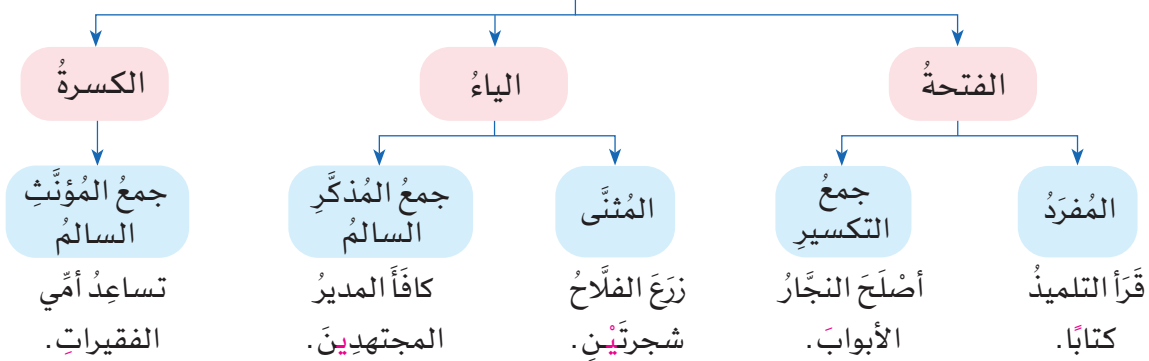 الفتحةُ
الياءُ
الكسرةُ
المُفرَدُ
جمعُ
التكسيرِ
المُثنَّى
جمعُ المُذكَّرِ
السالمُ
جمعُ المُؤنَّثِ
السالمُ
قَرَأَ التلميذُ
كتابًا.
أصْلَحَ النجَّارُ
الأبوابَ.
زرَعَ الفلَّاحُ
شجرتَيْنِ.
كافَأَ المديرُ
المجتهدِينَ.
تساعِدُ أمِّي
الفقيراتِ.